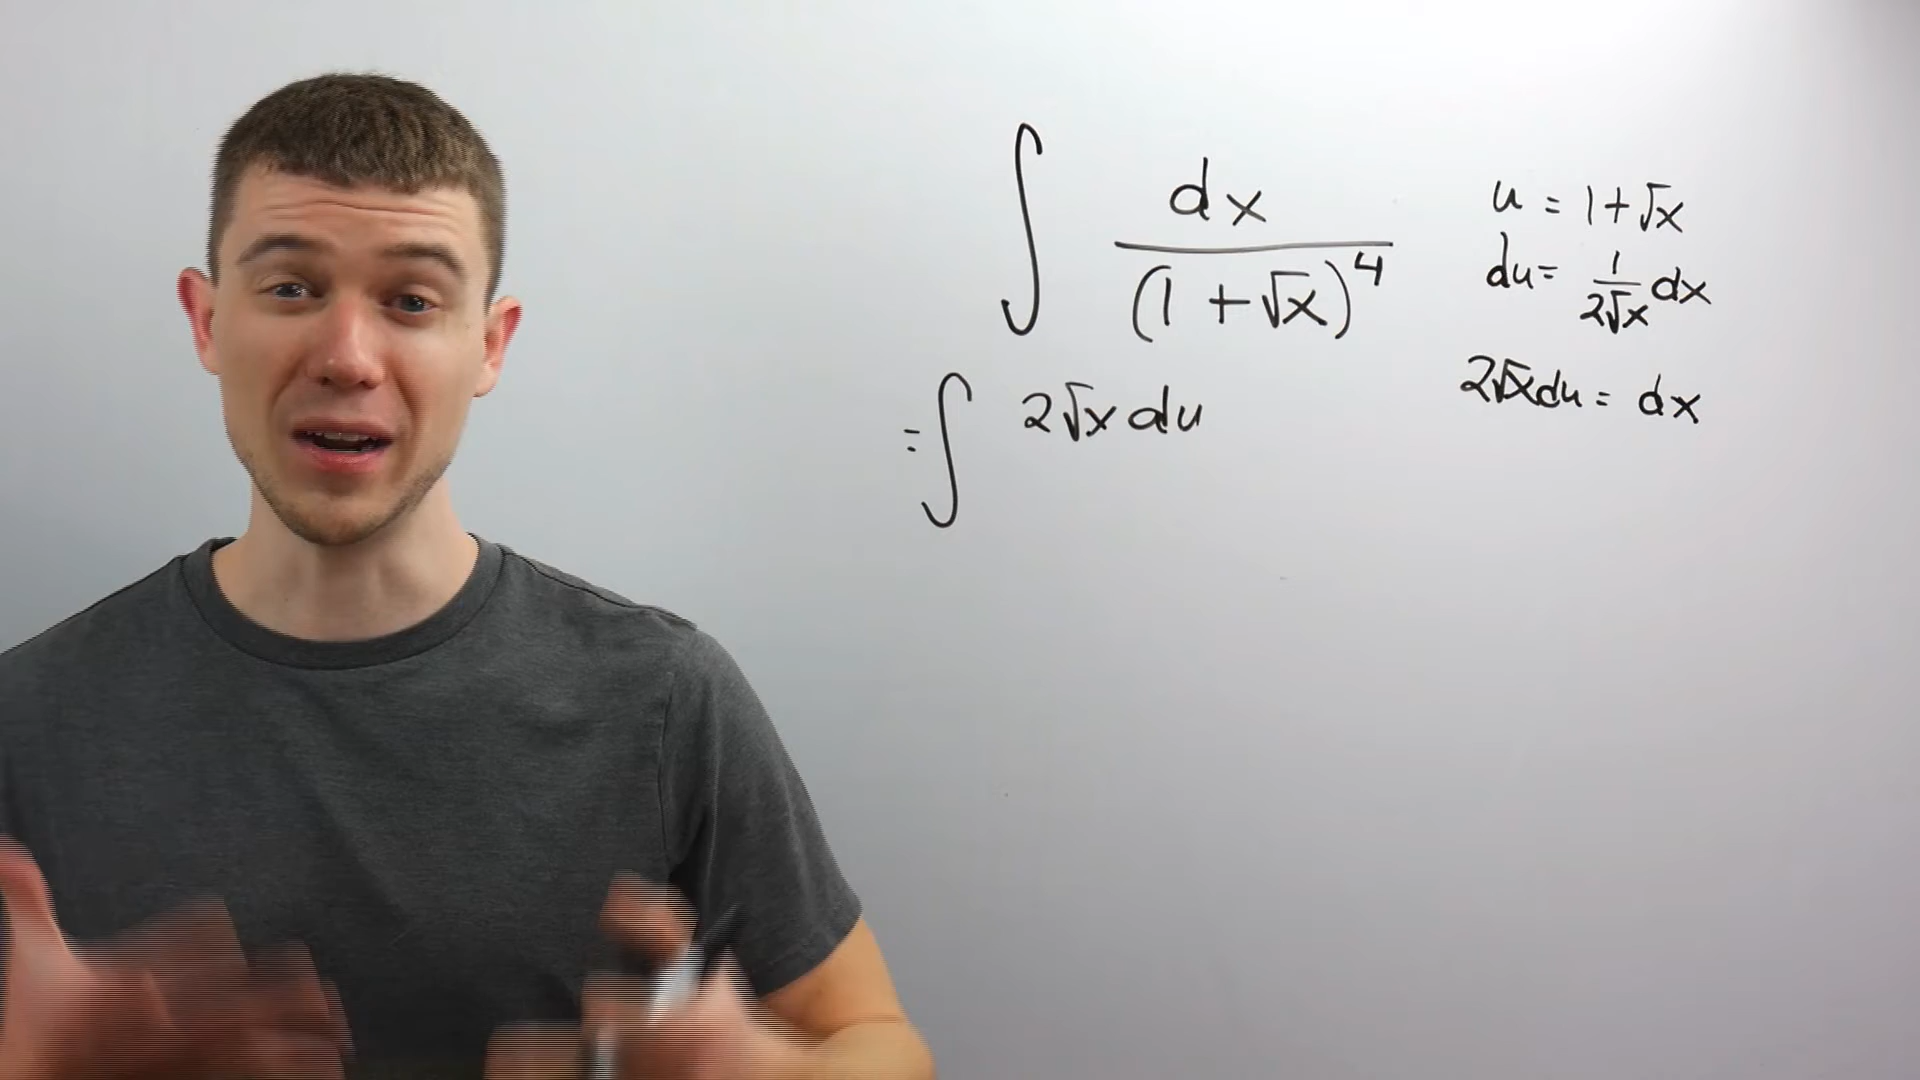 ∫ dx / (1 + √x)^4
u = 1 + √x
du = 1/(2√x) dx
2√x du = dx
= ∫ 2√x du